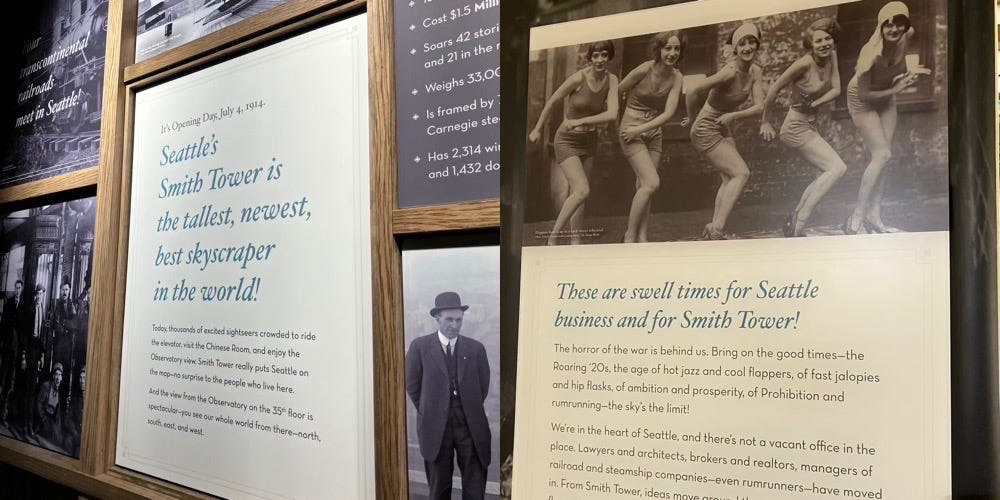 Four
transcontinental
railroads
meet in Seattle!
It's Opening Day, July 4, 1914.
Seattle's
Smith Tower is
the tallest, newest,
best skyscraper
in the world!
Today, thousands of excited sightseers crowded to ride
the elevator, visit the Chinese Room, and enjoy the
Observatory view. Smith Tower really puts Seattle on
the map—no surprise to the people who live here.
And the view from the Observatory on the 35th floor is
spectacular—you see our whole world from there—north,
south, east, and west.
Cost $1.5 Milli
Soars 42 stori
and 21 in the
Weighs 33,00
Is framed by
Carnegie ste
Has 2,314 wi
and 1,432 do
These are swell times for Seattle
business and for Smith Tower!
The horror of the war is behind us. Bring on the good times—the
Roaring '20s, the age of hot jazz and cool flappers, of fast jalopies
and hip flasks, of ambition and prosperity, of Prohibition and
rumrunning—the sky's the limit!
We're in the heart of Seattle, and there's not a vacant office in the
place. Lawyers and architects, brokers and realtors, managers of
railroad and steamship companies—even rumrunners—have moved
in. From Smith Tower, ideas move